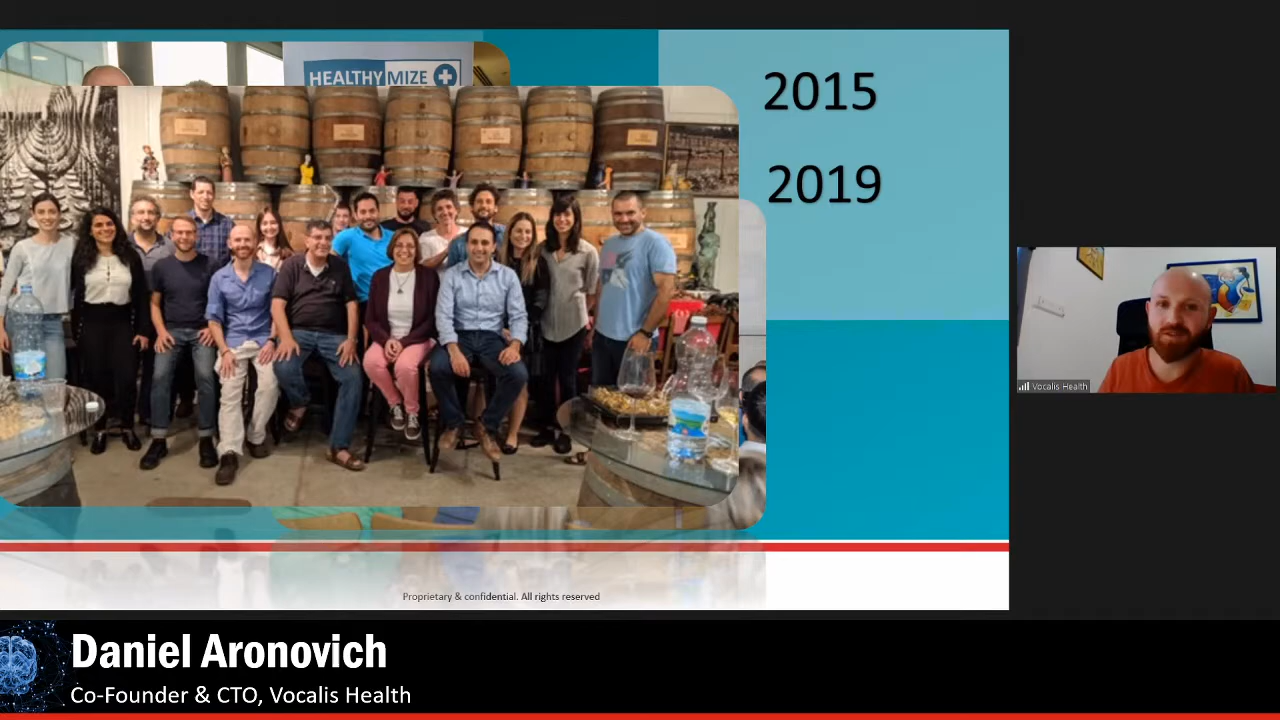 HEALTHYMIZE
2015
2019
Vocalis Health
Proprietary & confidential. All rights reserved
Daniel Aronovich
Co-Founder & CTO, Vocalis Health